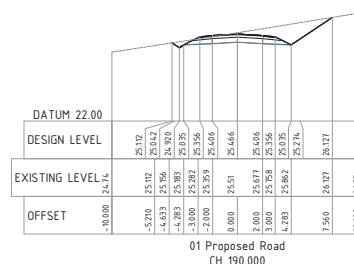 DATUM 22.00
DESIGN LEVEL 25.112 25.042 24.920 25.035 25.356 25.406 25.466 25.406 25.356 25.035 25.274 26.127
EXISTING LEVEL 24.74 25.112 25.156 25.183 25.282 25.359 25.51 25.677 25.758 25.862 26.127
OFFSET -10.000 -5.210 -4.633 -4.283 -3.000 -2.000 0.000 2.000 3.000 4.283 7.560
01 Proposed Road
CH 190.000